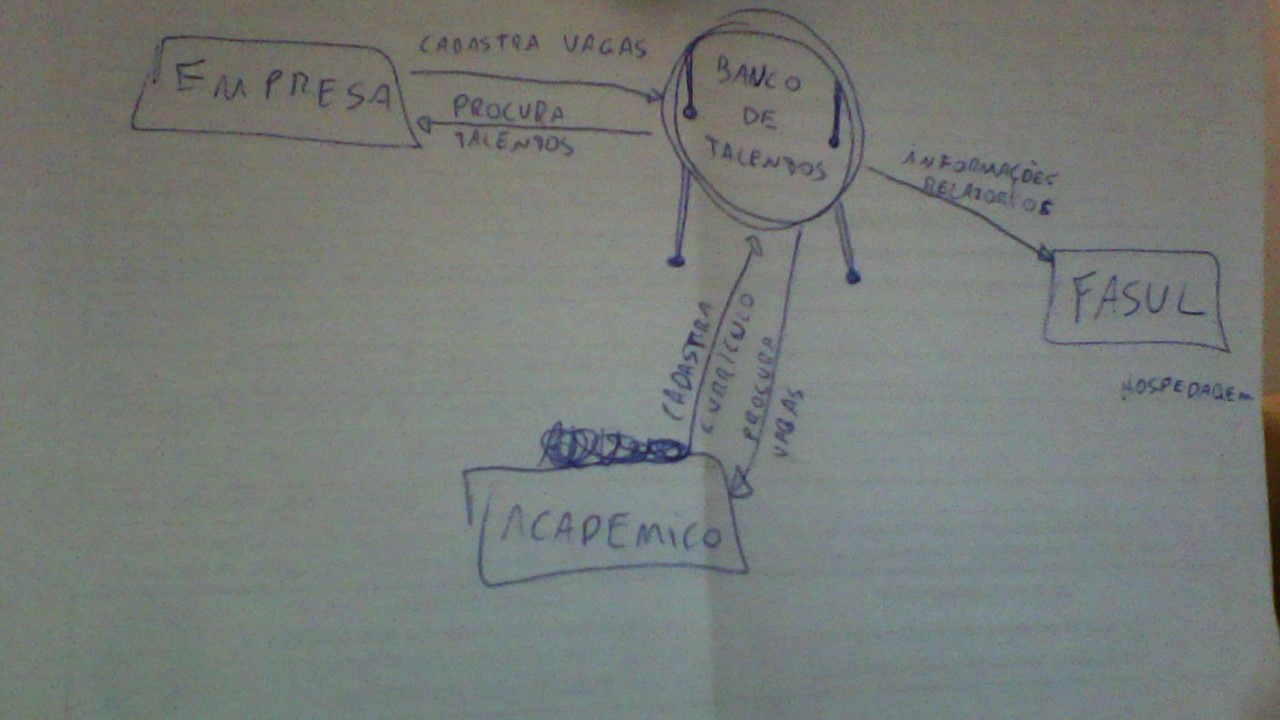 CADASTRA VAGAS
EMPRESA
PROCURA
TALENTOS
BANCO
DE
TALENTOS
INFORMAÇÕES
RELATORIOS
FASUL
HOSPEDAGEM
CADASTRA
CURRICULO
PROCURA
VAGAS
ACADEMICO